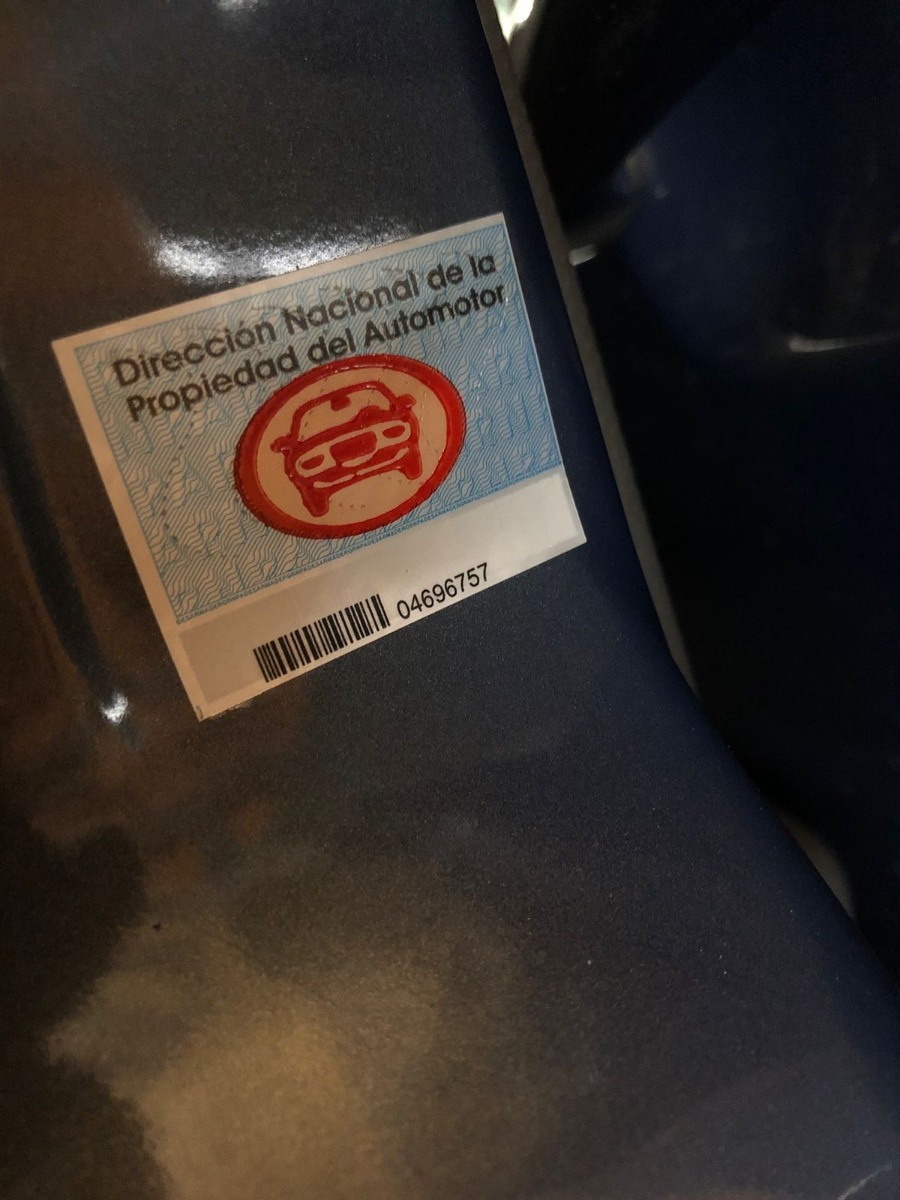 Dirección Nacional de la
Propiedad del Automotor
04696757